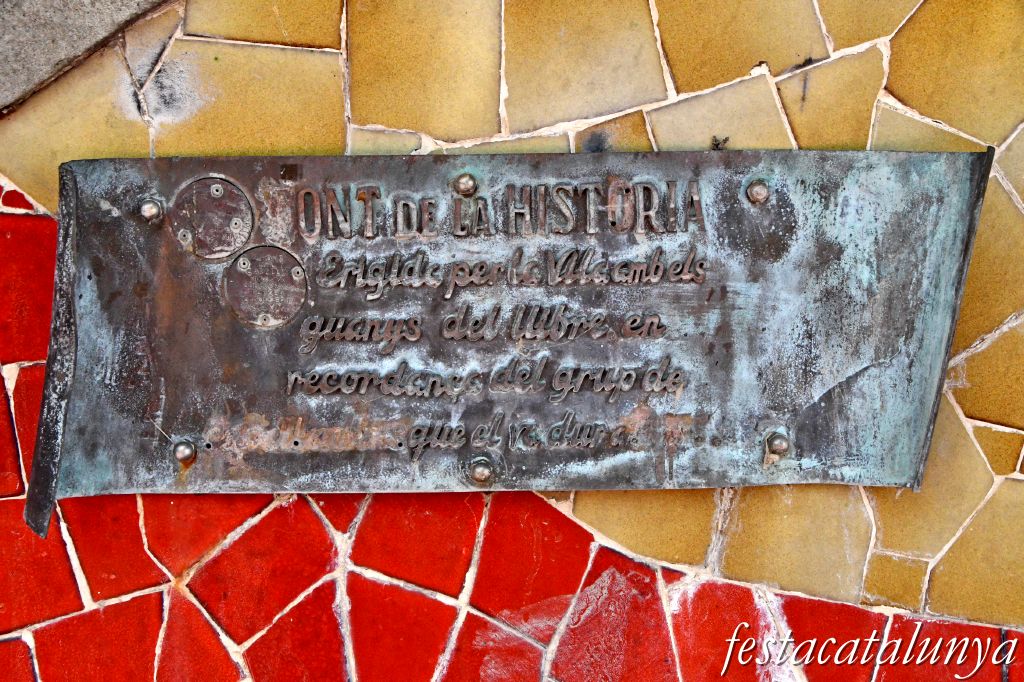 ONT DE LA HISTÒRIA
Erigida per la Vila amb els
guanys del llibre, en
recordança del grup de
que el va dur a
festacatalunya